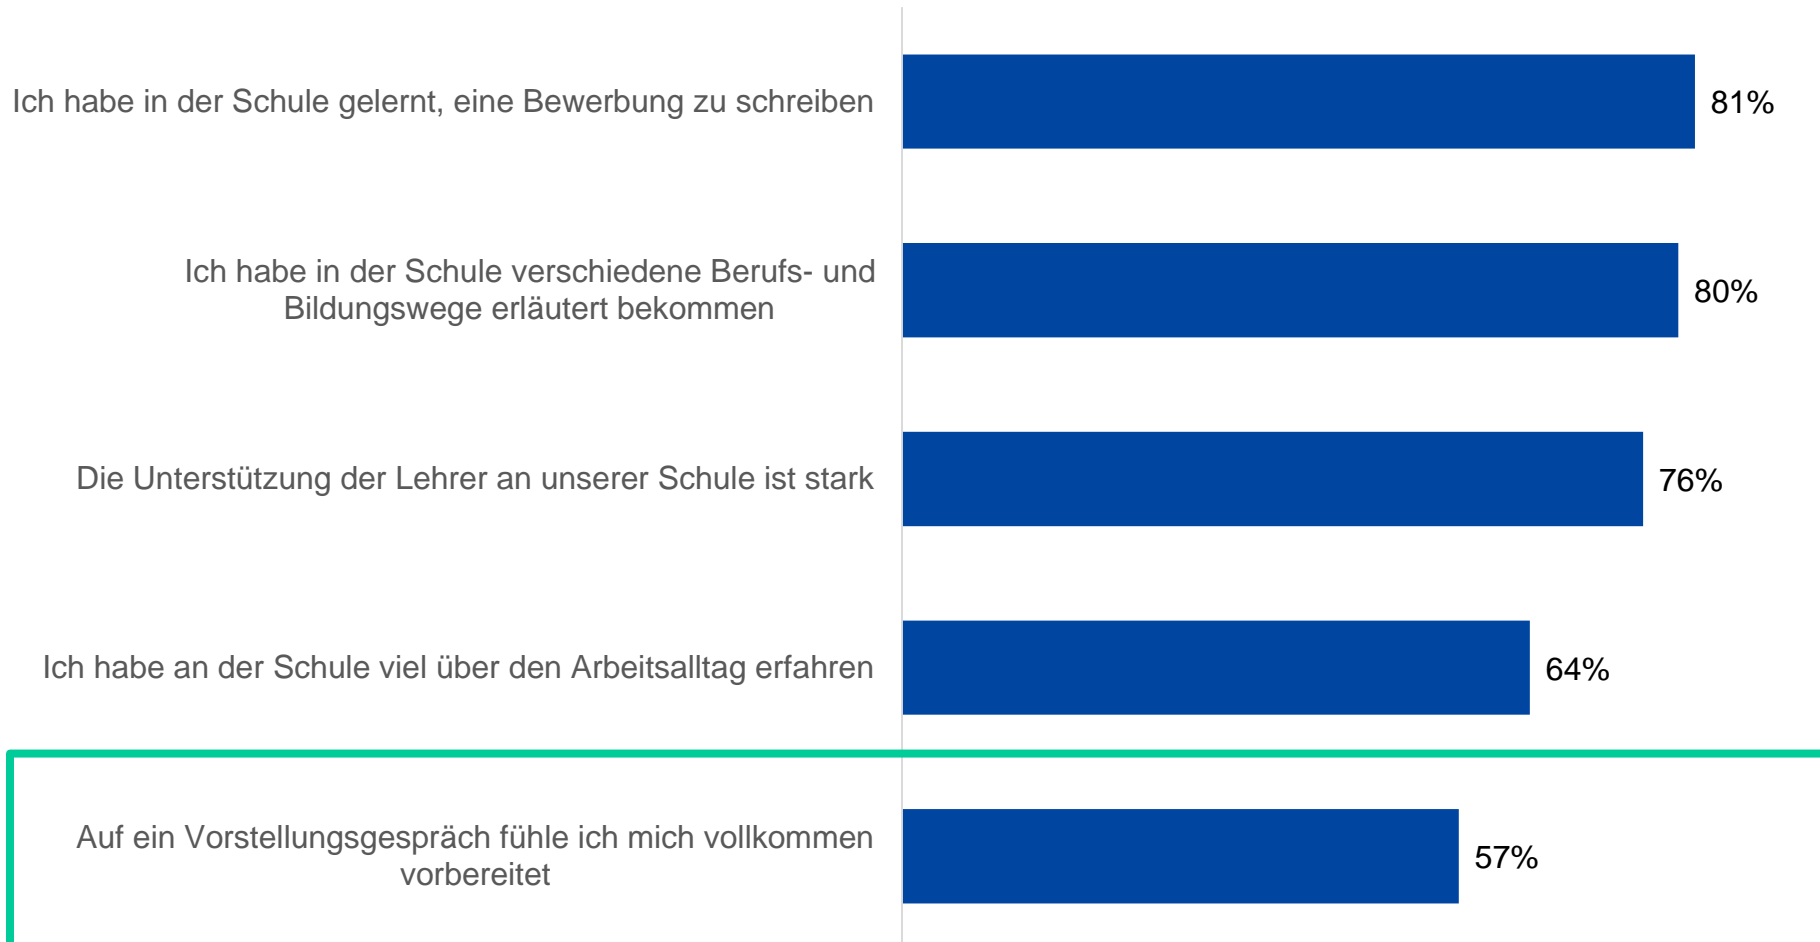 Ich habe in der Schule gelernt, eine Bewerbung zu schreiben
81%
Ich habe in der Schule verschiedene Berufs- und
Bildungswege erläutert bekommen
80%
Die Unterstützung der Lehrer an unserer Schule ist stark
76%
Ich habe an der Schule viel über den Arbeitsalltag erfahren
64%
Auf ein Vorstellungsgespräch fühle ich mich vollkommen
vorbereitet
57%